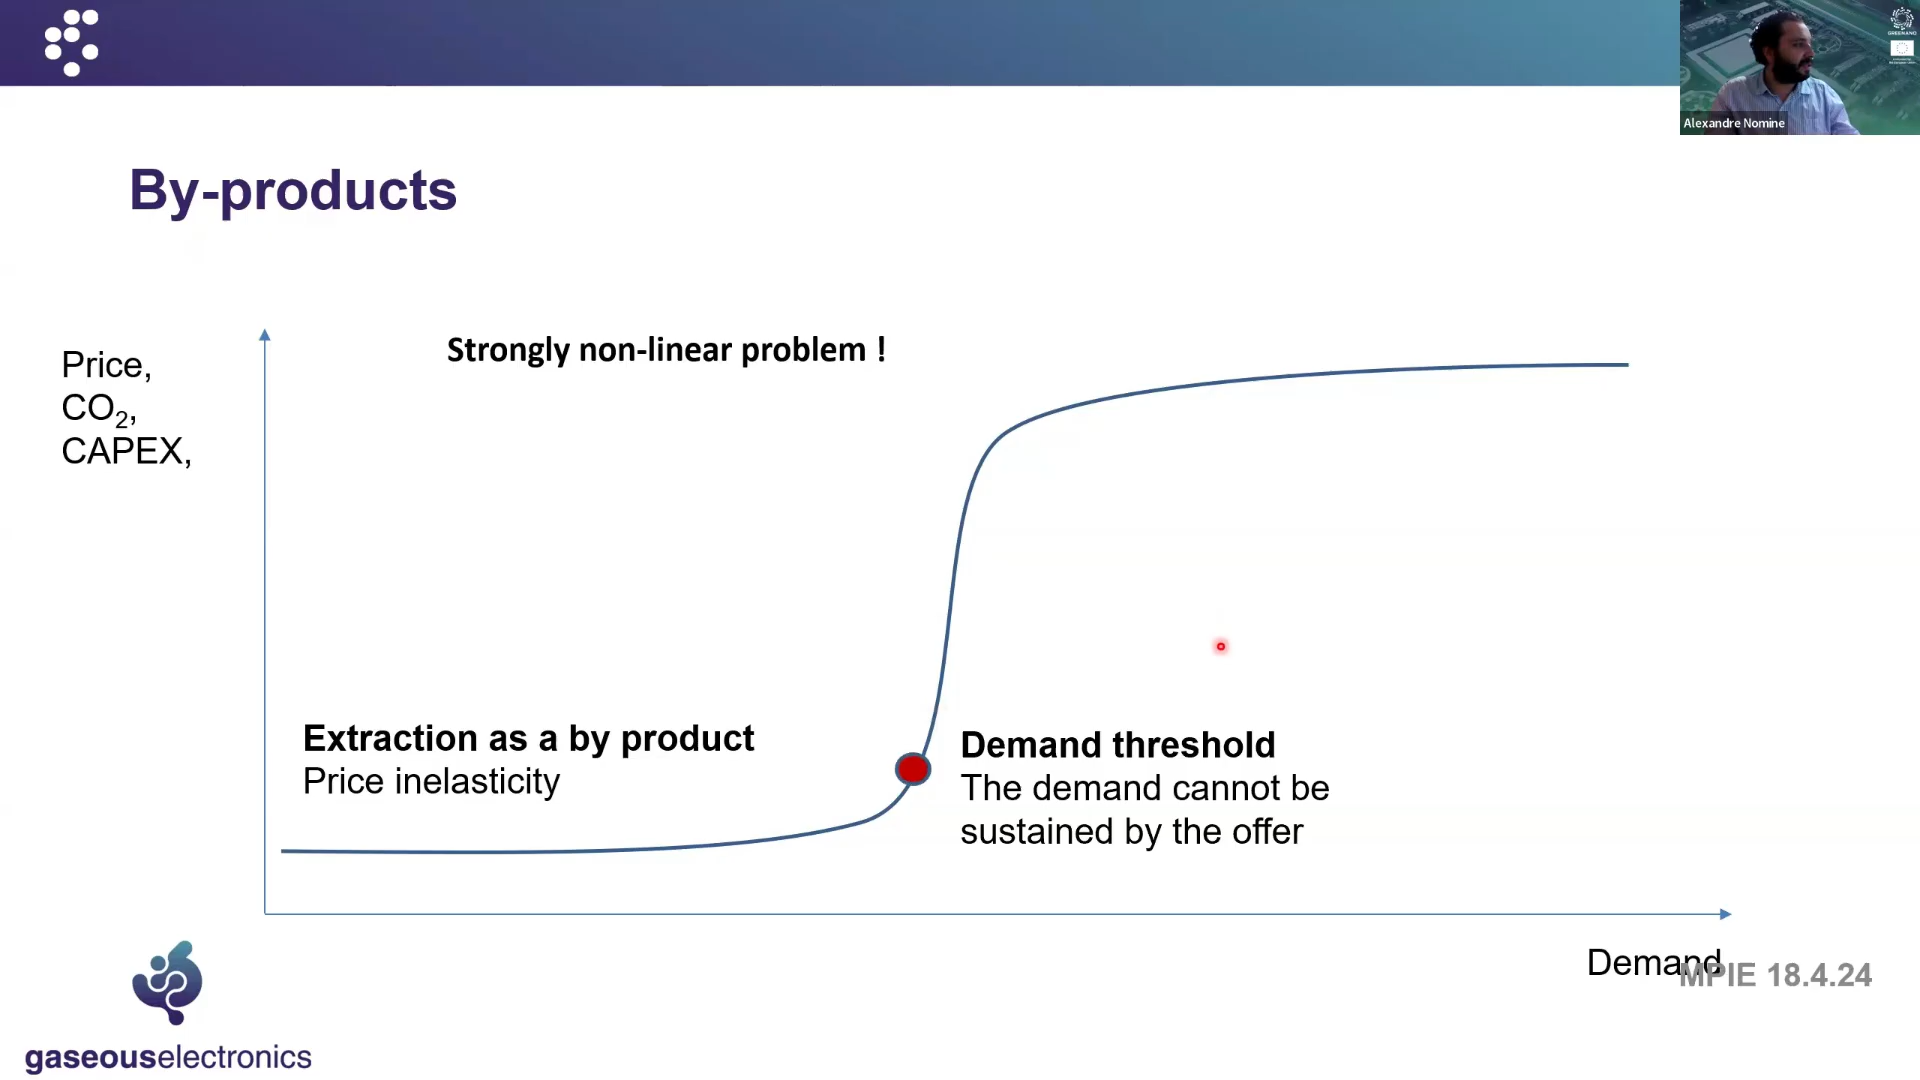 Alexandre Nomine
By-products
Strongly non-linear problem !
Price,
CO₂,
CAPEX,
Extraction as a by product
Price inelasticity
Demand threshold
The demand cannot be
sustained by the offer
Demand
MPIE 18.4.24
gaseouselectronics